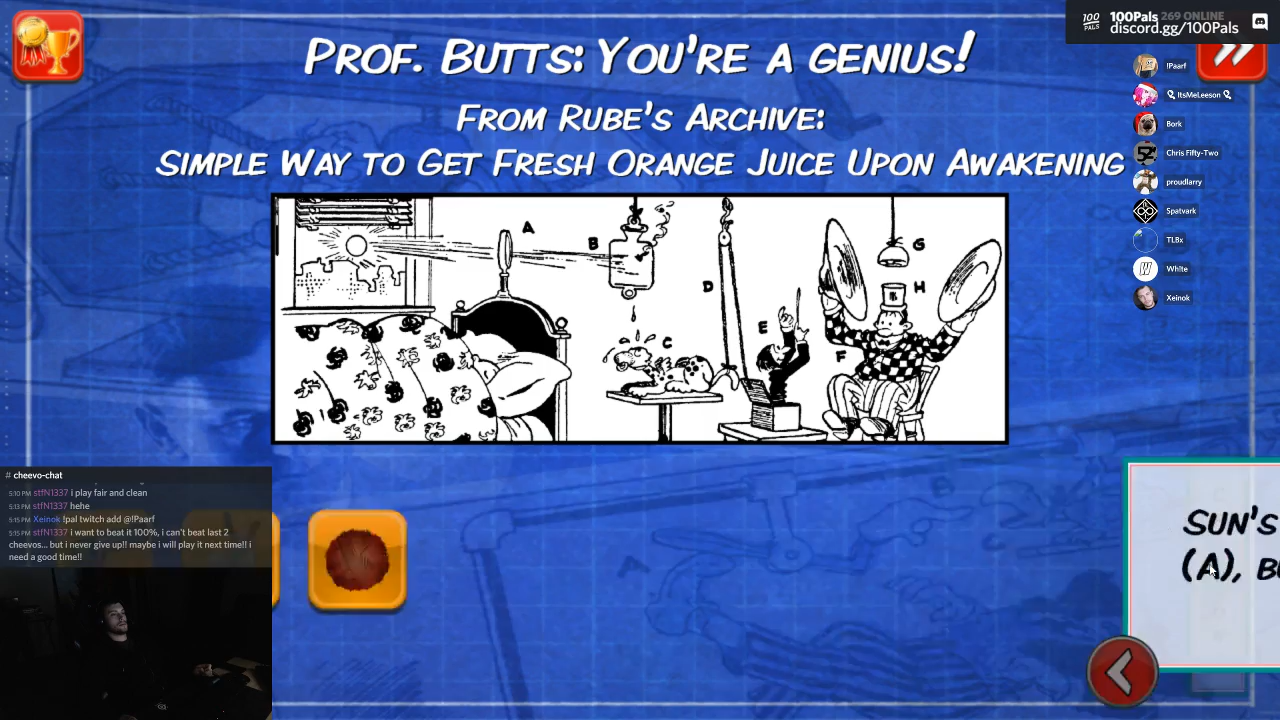 100 PALS
100Pals 269 ONLINE
discord.gg/100Pals
PROF. BUTTS: YOU'RE A GENIUS!
FROM RUBE'S ARCHIVE:
SIMPLE WAY TO GET FRESH ORANGE JUICE UPON AWAKENING
!Paarf
ItsMeLeeson
Bork
Chris Fifty-Two
proudlarry
Spatvark
TLBx
White
Xeinok
A
B
C
D
E
F
G
H
# cheevo-chat
5:10 PM stfN1337 i play fair and clean
5:13 PM stfN1337 hehe
5:15 PM Xeinok !pal twitch add @!Paarf
5:15 PM stfN1337 i want to beat it 100%, i can't beat last 2
cheevos... but i never give up!! maybe i will play it next time!! i
need a good time!!
SUN'S
(A), BU